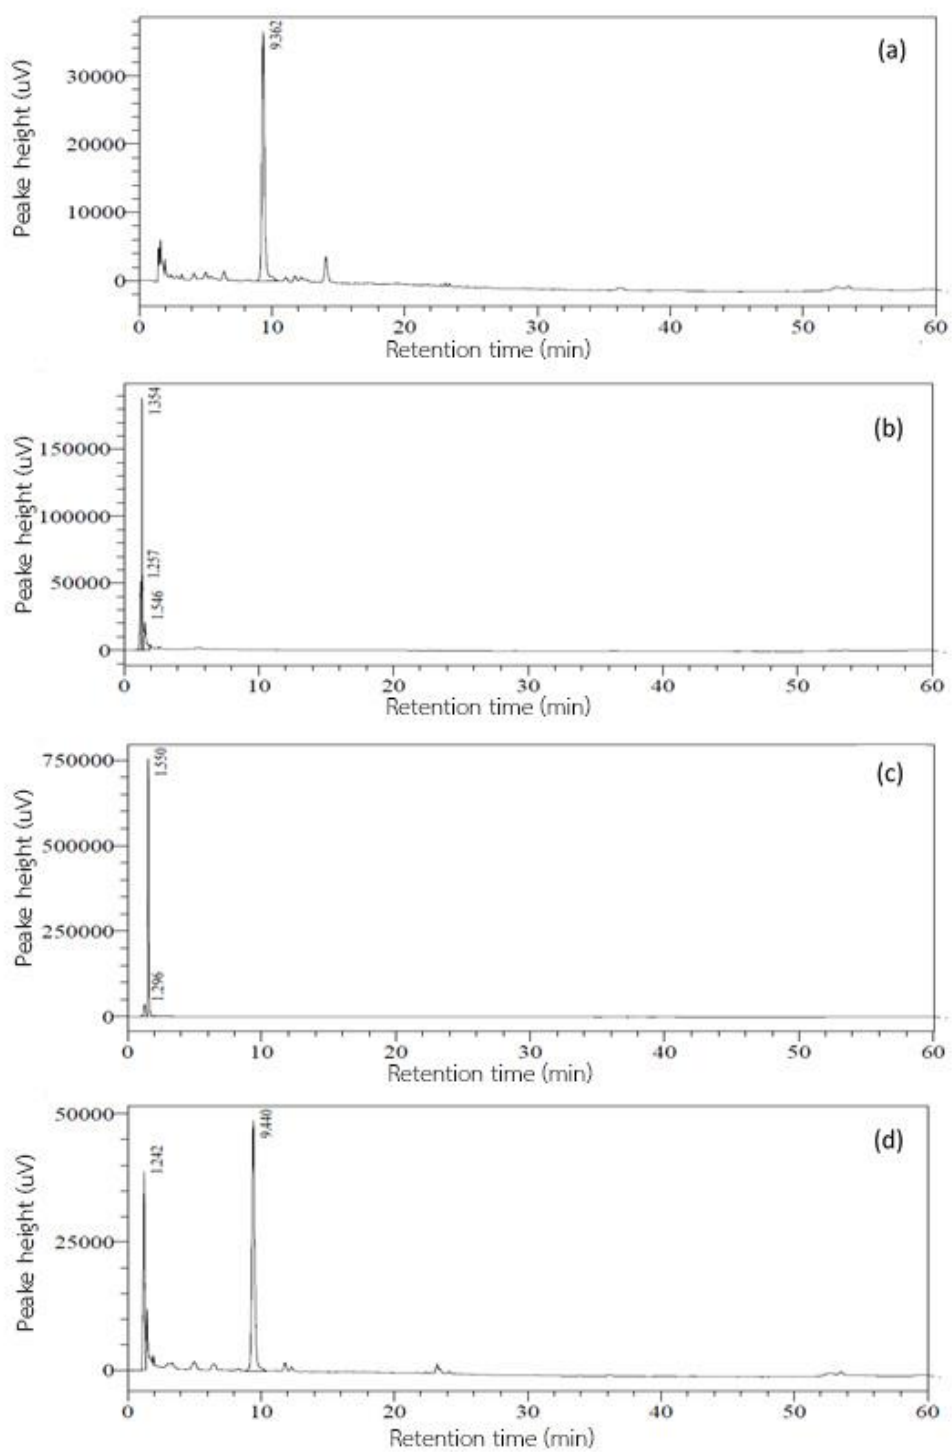 Peake height (uV)
30000
20000
10000
0
9.362
(a)
0 10 20 30 40 50 60
Retention time (min)
Peake height (uV)
150000
100000
50000
0
1.354
1.257
1.546
(b)
0 10 20 30 40 50 60
Retention time (min)
Peake height (uV)
750000
500000
250000
0
1.550
1.296
(c)
0 10 20 30 40 50 60
Retention time (min)
Peake height (uV)
50000
25000
0
1.242
9.440
(d)
0 10 20 30 40 50 60
Retention time (min)